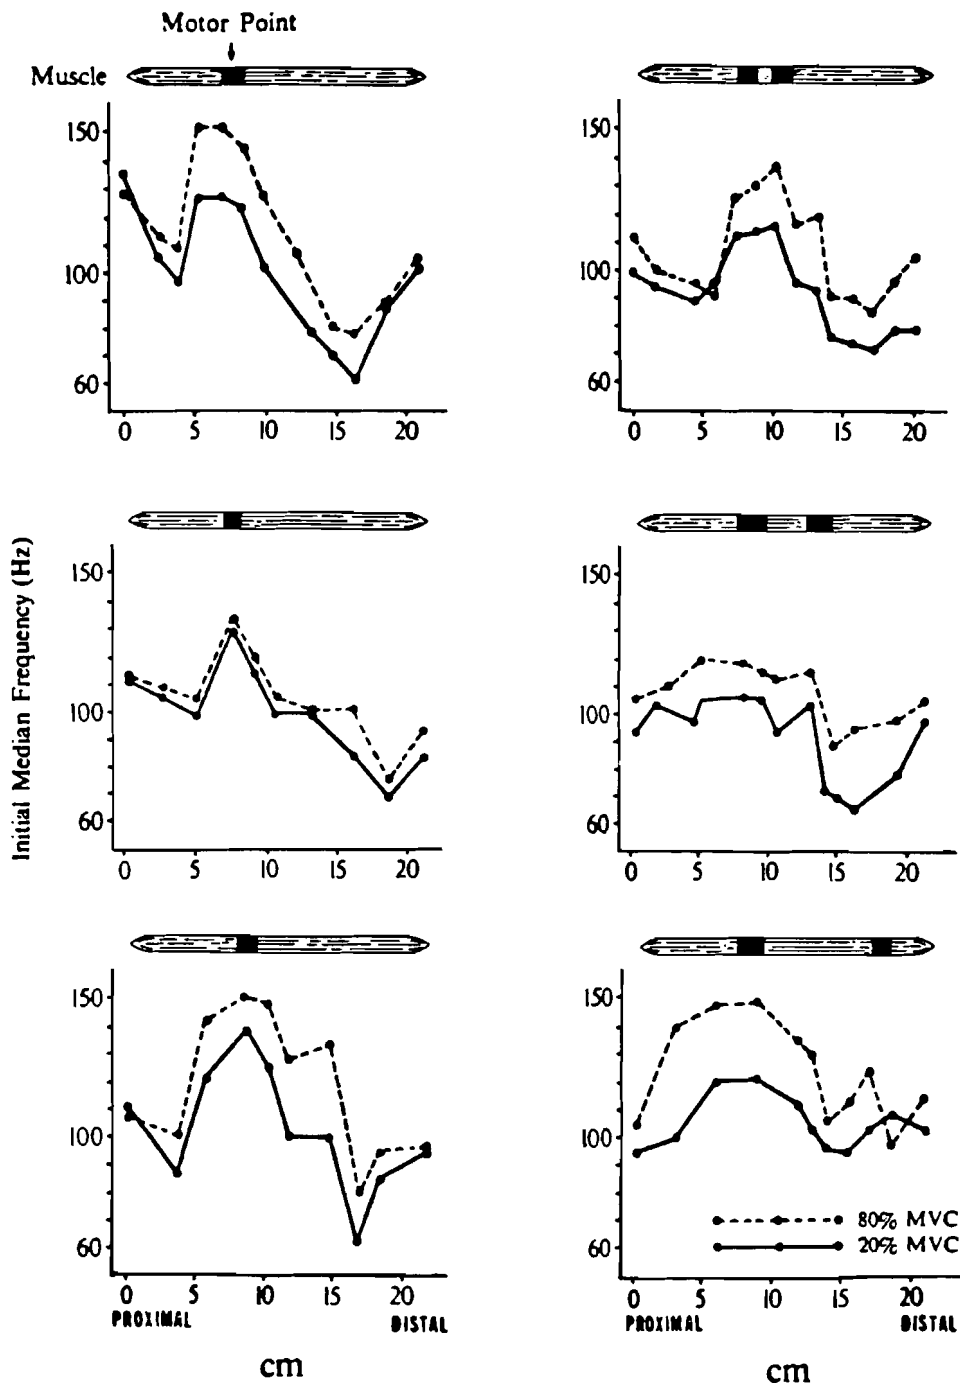 Motor Point
Muscle
150
100
60
0 5 10 15 20
150
100
60
0 5 10 15 20
Initial Median Frequency (Hz)
150
100
60
0 5 10 15 20
150
100
60
0 5 10 15 20
150
100
60
0 5 10 15 20
PROXIMAL DISTAL
cm
150
100
60
80% MVC
20% MVC
0 5 10 15 20
PROXIMAL DISTAL
cm